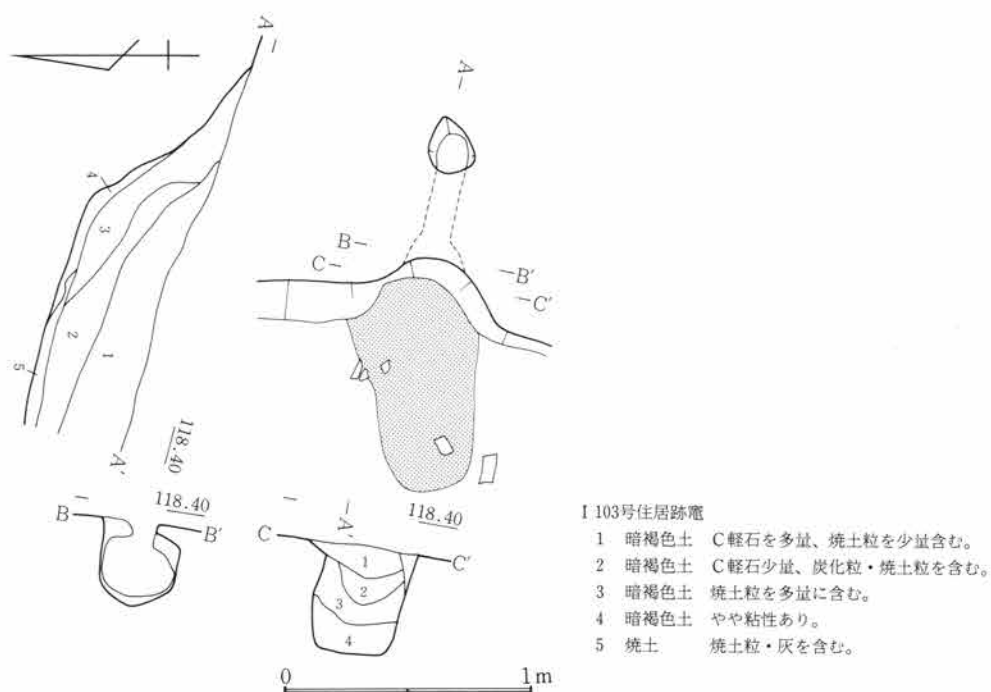 A
A
4
3
B
C
B'
C'
2
1
5
A'
118.40
118.40
B
B'
A'
118.40
C
C'
1
2
3
4
0 1m
I 103号住居跡竈
1 暗褐色土 C軽石を多量、焼土粒を少量含む。
2 暗褐色土 C軽石少量、炭化粒・焼土粒を含む。
3 暗褐色土 焼土粒を多量に含む。
4 暗褐色土 やや粘性あり。
5 焼土 焼土粒・灰を含む。